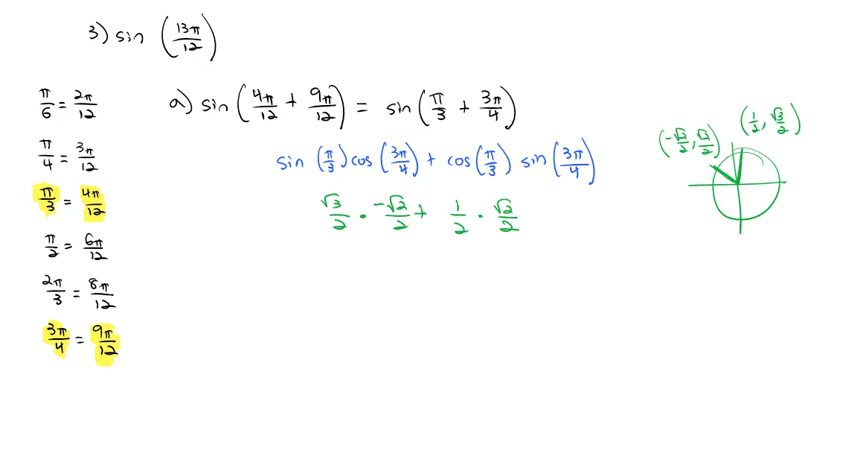 3) sin (13π/12)
π/6 = 2π/12
a) sin (4π/12 + 9π/12) = sin (π/3 + 3π/4)
(-√2/2, √2/2)
(1/2, √3/2)
π/4 = 3π/12
sin (π/3) cos (3π/4) + cos (π/3) sin (3π/4)
π/3 = 4π/12
√3/2 · -√2/2 + 1/2 · √2/2
π/2 = 6π/12
2π/3 = 8π/12
3π/4 = 9π/12